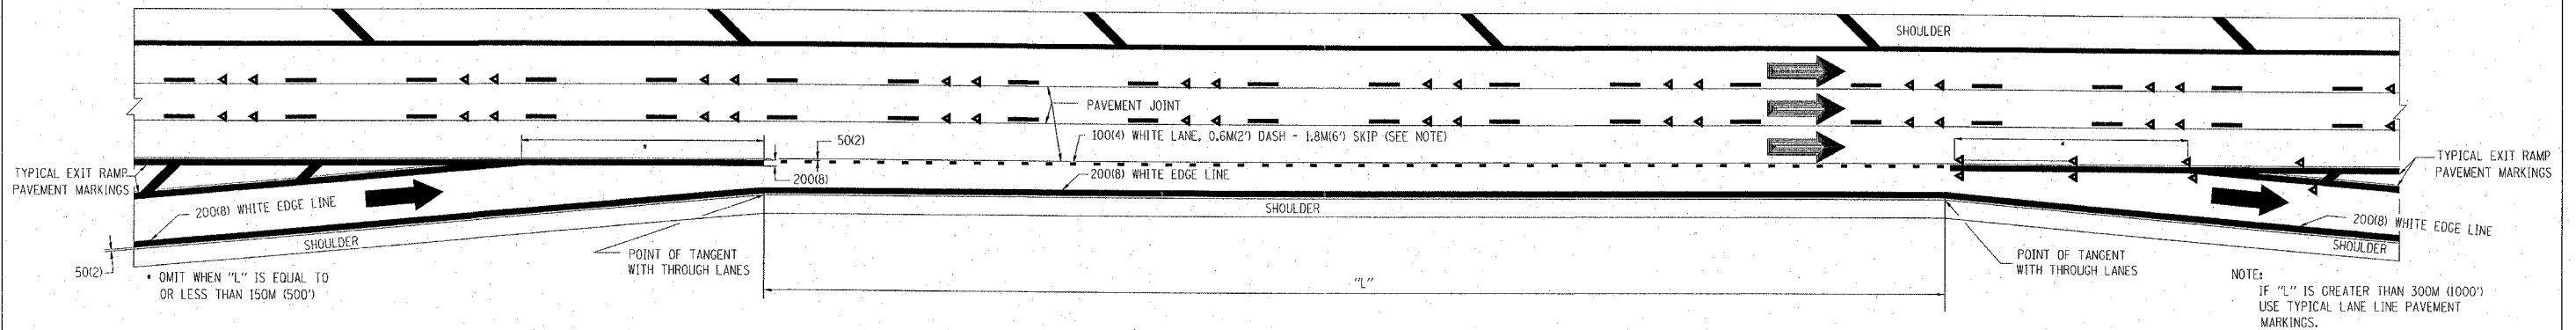 SHOULDER
PAVEMENT JOINT
100(4) WHITE LANE, 0.6M(2') DASH - 1.8M(6') SKIP (SEE NOTE)
50(2)
*
*
TYPICAL EXIT RAMP
PAVEMENT MARKINGS
200(8)
200(8) WHITE EDGE LINE
TYPICAL EXIT RAMP
PAVEMENT MARKINGS
200(8) WHITE EDGE LINE
SHOULDER
200(8) WHITE EDGE LINE
SHOULDER
SHOULDER
50(2)
POINT OF TANGENT
WITH THROUGH LANES
POINT OF TANGENT
WITH THROUGH LANES
* OMIT WHEN "L" IS EQUAL TO
OR LESS THAN 150M (500')
"L"
NOTE:
IF "L" IS GREATER THAN 300M (1000')
USE TYPICAL LANE LINE PAVEMENT
MARKINGS.